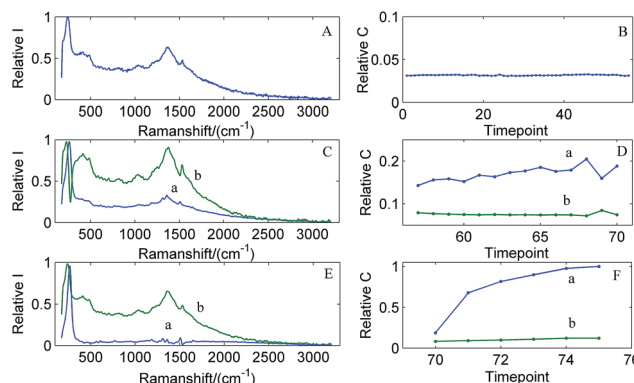 Relative I
1
0.5
0
A
500 1000 1500 2000 2500 3000
Ramanshift/(cm-1)
Relative C
0.1
0.05
0
B
0 20 40
Timepoint
Relative I
1
0.5
0
C
b
a
500 1000 1500 2000 2500 3000
Ramanshift/(cm-1)
Relative C
0.2
0.1
a
D
b
60 65 70
Timepoint
Relative I
1
0.5
0
E
b
a
500 1000 1500 2000 2500 3000
Ramanshift/(cm-1)
Relative C
1
0.5
0
a
F
b
70 72 74 76
Timepoint